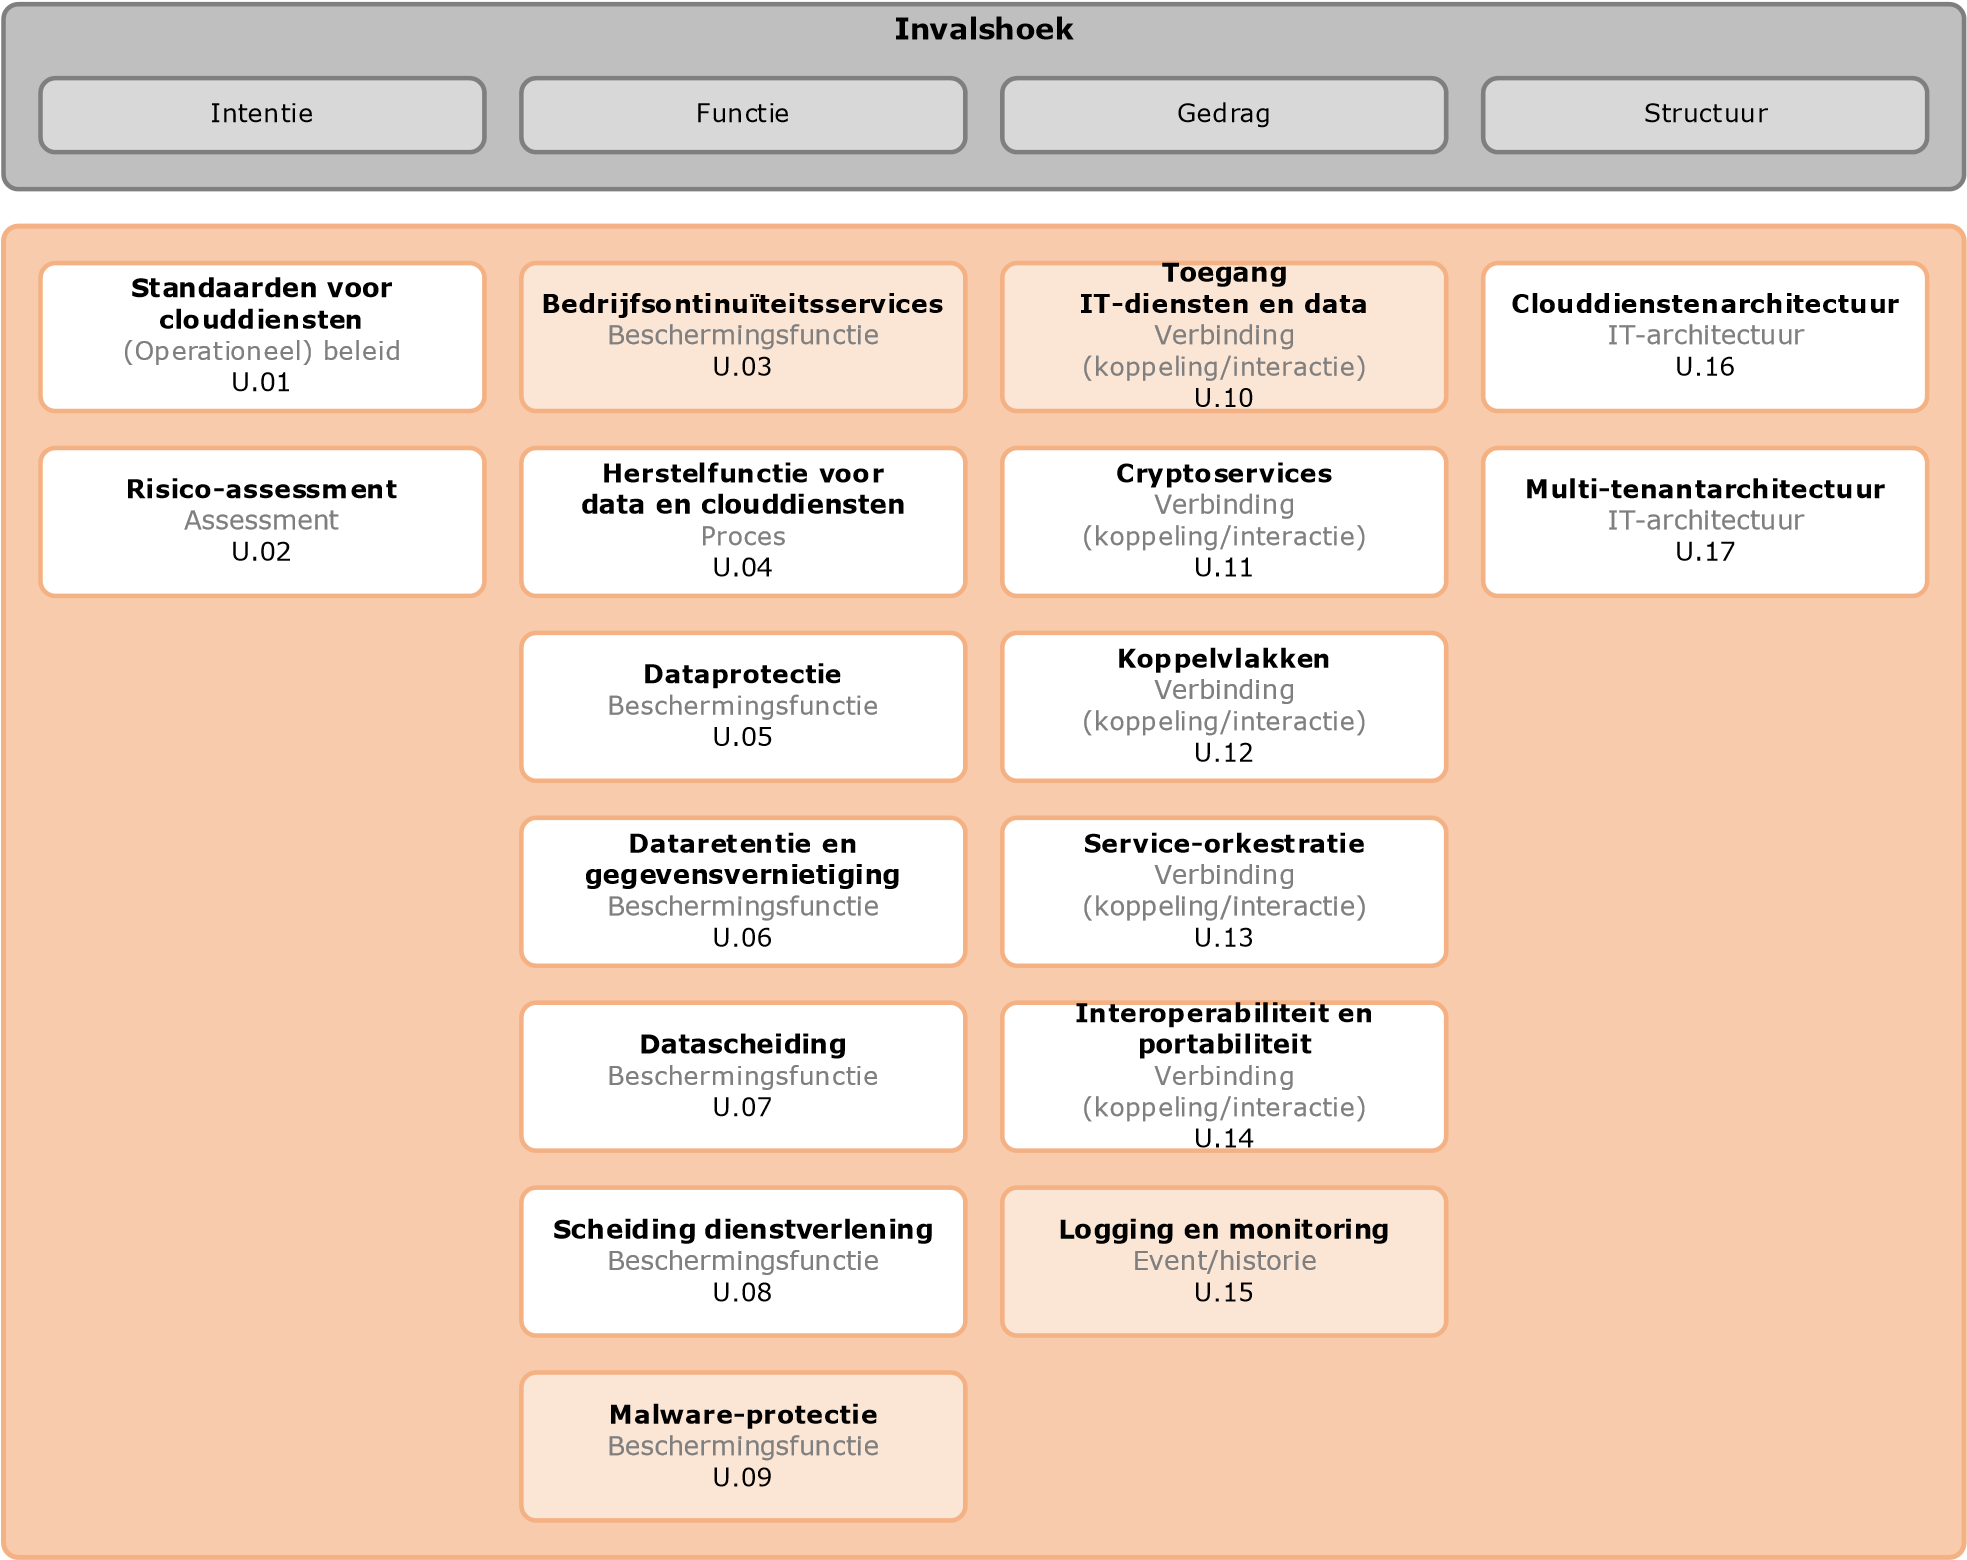 Invalshoek
Intentie
Functie
Gedrag
Structuur
Standaarden voor
clouddiensten
(Operationeel) beleid
U.01
Bedrijfsontinuïteitsservices
Beschermingsfunctie
U.03
Toegang
IT-diensten en data
Verbinding
(koppeling/interactie)
U.10
Clouddienstenarchitectuur
IT-architectuur
U.16
Risico-assessment
Assessment
U.02
Herstelfunctie voor
data en clouddiensten
Proces
U.04
Cryptoservices
Verbinding
(koppeling/interactie)
U.11
Multi-tenantarchitectuur
IT-architectuur
U.17
Dataprotectie
Beschermingsfunctie
U.05
Koppelvlakken
Verbinding
(koppeling/interactie)
U.12
Dataretentie en
gegevensvernietiging
Beschermingsfunctie
U.06
Service-orkestratie
Verbinding
(koppeling/interactie)
U.13
Datascheiding
Beschermingsfunctie
U.07
Interoperabiliteit en
portabiliteit
Verbinding
(koppeling/interactie)
U.14
Scheiding dienstverlening
Beschermingsfunctie
U.08
Logging en monitoring
Event/historie
U.15
Malware-protectie
Beschermingsfunctie
U.09